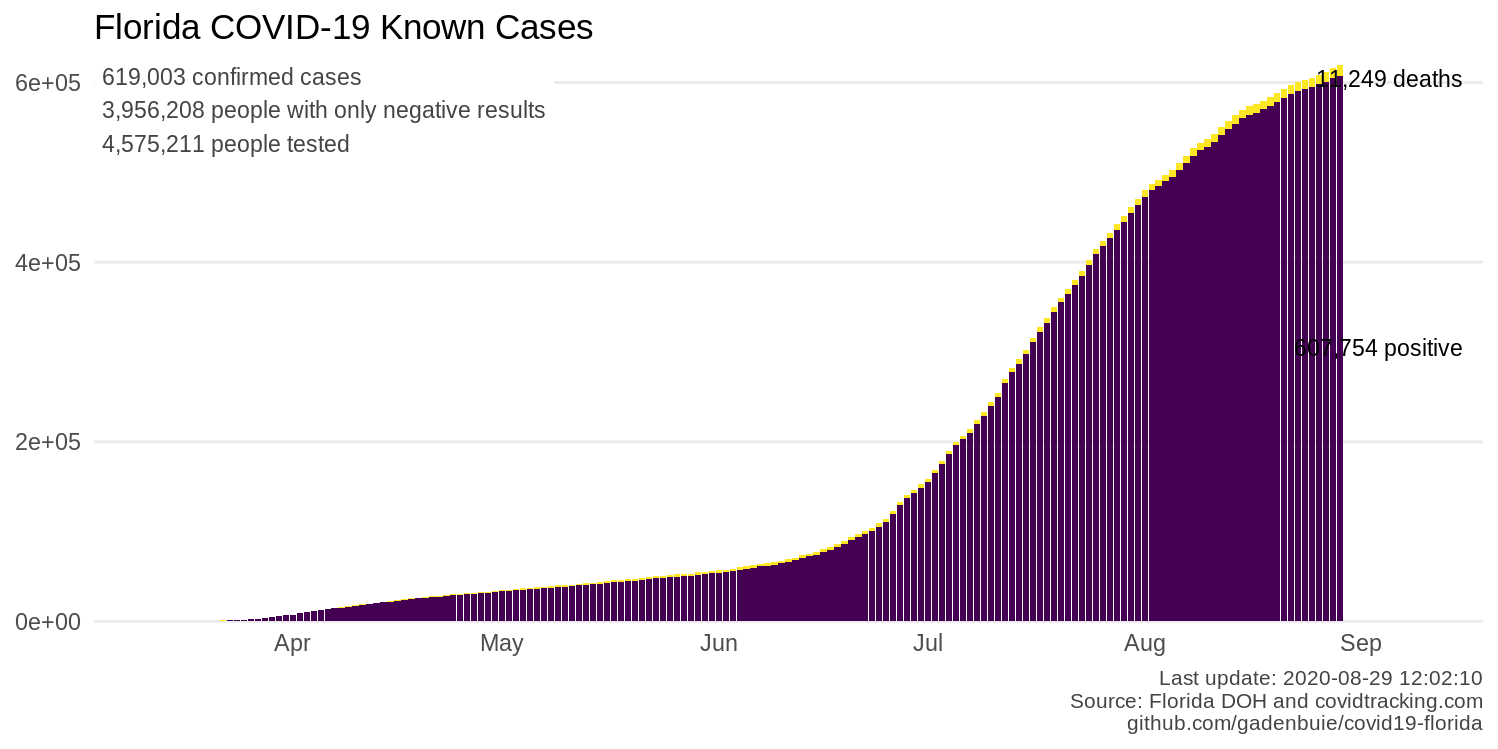 Florida COVID-19 Known Cases
619,003 confirmed cases
3,956,208 people with only negative results
4,575,211 people tested
6e+05
4e+05
2e+05
0e+00
11,249 deaths
607,754 positive
Apr
May
Jun
Jul
Aug
Sep
Last update: 2020-08-29 12:02:10
Source: Florida DOH and covidtracking.com
github.com/gadenbuie/covid19-florida